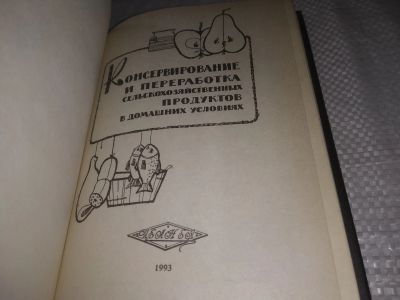 КОНСЕРВИРОВАНИЕ
И ПЕРЕРАБОТКА
СЕЛЬСКОХОЗЯЙСТВЕННЫХ
ПРОДУКТОВ
В ДОМАШНИХ УСЛОВИЯХ
1993